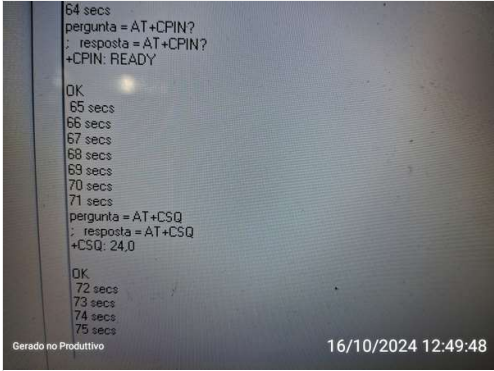 64 secs
pergunta = AT+CPIN?
;  resposta = AT+CPIN?
+CPIN: READY
OK
65 secs
66 secs
67 secs
68 secs
69 secs
70 secs
71 secs
pergunta = AT+CSQ
;  resposta = AT+CSQ
+CSQ: 24,0
OK
72 secs
73 secs
74 secs
75 secs
Gerado no Produttivo
16/10/2024 12:49:48